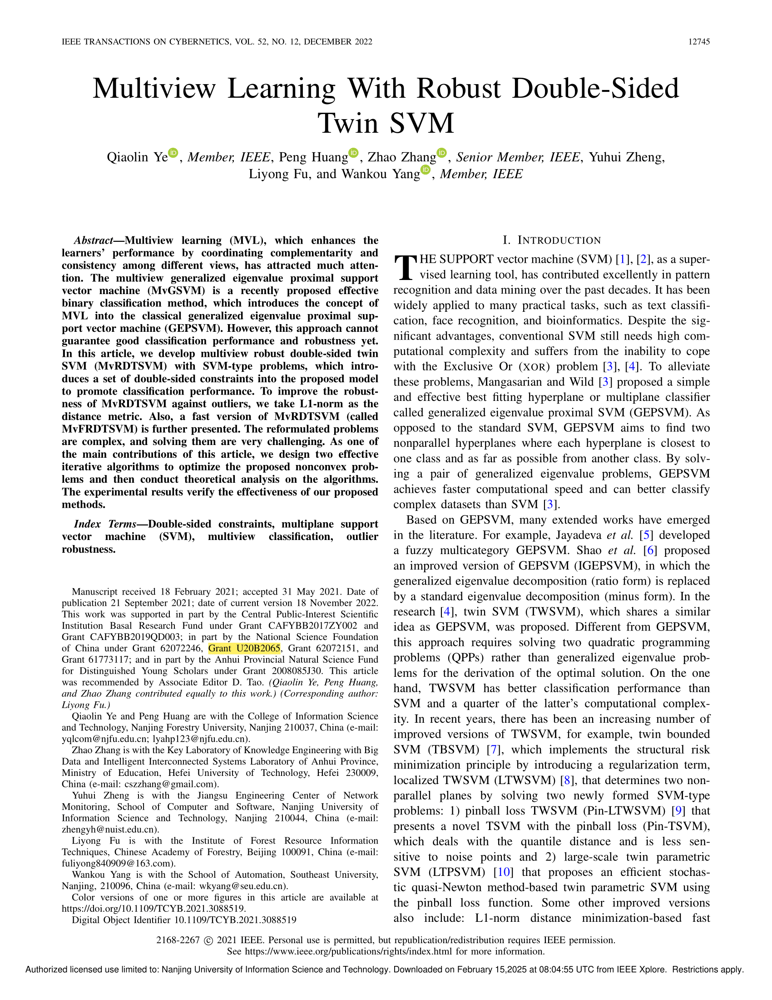 IEEE TRANSACTIONS ON CYBERNETICS, VOL. 52, NO. 12, DECEMBER 2022 12745
Multiview Learning With Robust Double-Sided
Twin SVM
Qiaolin Ye iD, Member, IEEE, Peng Huang iD, Zhao Zhang iD, Senior Member, IEEE, Yuhui Zheng,
Liyong Fu, and Wankou Yang iD, Member, IEEE
Abstract—Multiview learning (MVL), which enhances the
learners' performance by coordinating complementarity and
consistency among different views, has attracted much atten-
tion. The multiview generalized eigenvalue proximal support
vector machine (MvGSVM) is a recently proposed effective
binary classification method, which introduces the concept of
MVL into the classical generalized eigenvalue proximal sup-
port vector machine (GEPSVM). However, this approach cannot
guarantee good classification performance and robustness yet.
In this article, we develop multiview robust double-sided twin
SVM (MvRDTSVM) with SVM-type problems, which intro-
duces a set of double-sided constraints into the proposed model
to promote classification performance. To improve the robust-
ness of MvRDTSVM against outliers, we take L1-norm as the
distance metric. Also, a fast version of MvRDTSVM (called
MvFRDTSVM) is further presented. The reformulated problems
are complex, and solving them are very challenging. As one of
the main contributions of this article, we design two effective
iterative algorithms to optimize the proposed nonconvex prob-
lems and then conduct theoretical analysis on the algorithms.
The experimental results verify the effectiveness of our proposed
methods.
Index Terms—Double-sided constraints, multiplane support
vector machine (SVM), multiview classification, outlier
robustness.
Manuscript received 18 February 2021; accepted 31 May 2021. Date of
publication 21 September 2021; date of current version 18 November 2022.
This work was supported in part by the Central Public-Interest Scientific
Institution Basal Research Fund under Grant CAFYBB2017ZY002 and
Grant CAFYBB2019QD003; in part by the National Science Foundation
of China under Grant 62072246, Grant U20B2065, Grant 62072151, and
Grant 61773117; and in part by the Anhui Provincial Natural Science Fund
for Distinguished Young Scholars under Grant 2008085J30. This article
was recommended by Associate Editor D. Tao. (Qiaolin Ye, Peng Huang,
and Zhao Zhang contributed equally to this work.) (Corresponding author:
Liyong Fu.)
Qiaolin Ye and Peng Huang are with the College of Information Science
and Technology, Nanjing Forestry University, Nanjing 210037, China (e-mail:
yqlcom@njfu.edu.cn; lyahp123@njfu.edu.cn).
Zhao Zhang is with the Key Laboratory of Knowledge Engineering with Big
Data and Intelligent Interconnected Systems Laboratory of Anhui Province,
Ministry of Education, Hefei University of Technology, Hefei 230009,
China (e-mail: cszzhang@gmail.com).
Yuhui Zheng is with the Jiangsu Engineering Center of Network
Monitoring, School of Computer and Software, Nanjing University of
Information Science and Technology, Nanjing 210044, China (e-mail:
zhengyh@nuist.edu.cn).
Liyong Fu is with the Institute of Forest Resource Information
Techniques, Chinese Academy of Forestry, Beijing 100091, China (e-mail:
fuliyong840909@163.com).
Wankou Yang is with the School of Automation, Southeast University,
Nanjing, 210096, China (e-mail: wkyang@seu.edu.cn).
Color versions of one or more figures in this article are available at
https://doi.org/10.1109/TCYB.2021.3088519.
Digital Object Identifier 10.1109/TCYB.2021.3088519
I. INTRODUCTION
THE SUPPORT vector machine (SVM) [1], [2], as a super-
vised learning tool, has contributed excellently in pattern
recognition and data mining over the past decades. It has been
widely applied to many practical tasks, such as text classifi-
cation, face recognition, and bioinformatics. Despite the sig-
nificant advantages, conventional SVM still needs high com-
putational complexity and suffers from the inability to cope
with the Exclusive Or (XOR) problem [3], [4]. To alleviate
these problems, Mangasarian and Wild [3] proposed a simple
and effective best fitting hyperplane or multiplane classifier
called generalized eigenvalue proximal SVM (GEPSVM). As
opposed to the standard SVM, GEPSVM aims to find two
nonparallel hyperplanes where each hyperplane is closest to
one class and as far as possible from another class. By solv-
ing a pair of generalized eigenvalue problems, GEPSVM
achieves faster computational speed and can better classify
complex datasets than SVM [3].
Based on GEPSVM, many extended works have emerged
in the literature. For example, Jayadeva et al. [5] developed
a fuzzy multicategory GEPSVM. Shao et al. [6] proposed
an improved version of GEPSVM (IGEPSVM), in which the
generalized eigenvalue decomposition (ratio form) is replaced
by a standard eigenvalue decomposition (minus form). In the
research [4], twin SVM (TWSVM), which shares a similar
idea as GEPSVM, was proposed. Different from GEPSVM,
this approach requires solving two quadratic programming
problems (QPPs) rather than generalized eigenvalue prob-
lems for the derivation of the optimal solution. On the one
hand, TWSVM has better classification performance than
SVM and a quarter of the latter's computational complex-
ity. In recent years, there has been an increasing number of
improved versions of TWSVM, for example, twin bounded
SVM (TBSVM) [7], which implements the structural risk
minimization principle by introducing a regularization term,
localized TWSVM (LTWSVM) [8], that determines two non-
parallel planes by solving two newly formed SVM-type
problems: 1) pinball loss TWSVM (Pin-LTWSVM) [9] that
presents a novel TSVM with the pinball loss (Pin-TSVM),
which deals with the quantile distance and is less sen-
sitive to noise points and 2) large-scale twin parametric
SVM (LTPSVM) [10] that proposes an efficient stochas-
tic quasi-Newton method-based twin parametric SVM using
the pinball loss function. Some other improved versions
also include: L1-norm distance minimization-based fast
2168-2267 © 2021 IEEE. Personal use is permitted, but republication/redistribution requires IEEE permission.
See https://www.ieee.org/publications/rights/index.html for more information.
Authorized licensed use limited to: Nanjing University of Information Science and Technology. Downloaded on February 15,2025 at 08:04:55 UTC from IEEE Xplore. Restrictions apply.